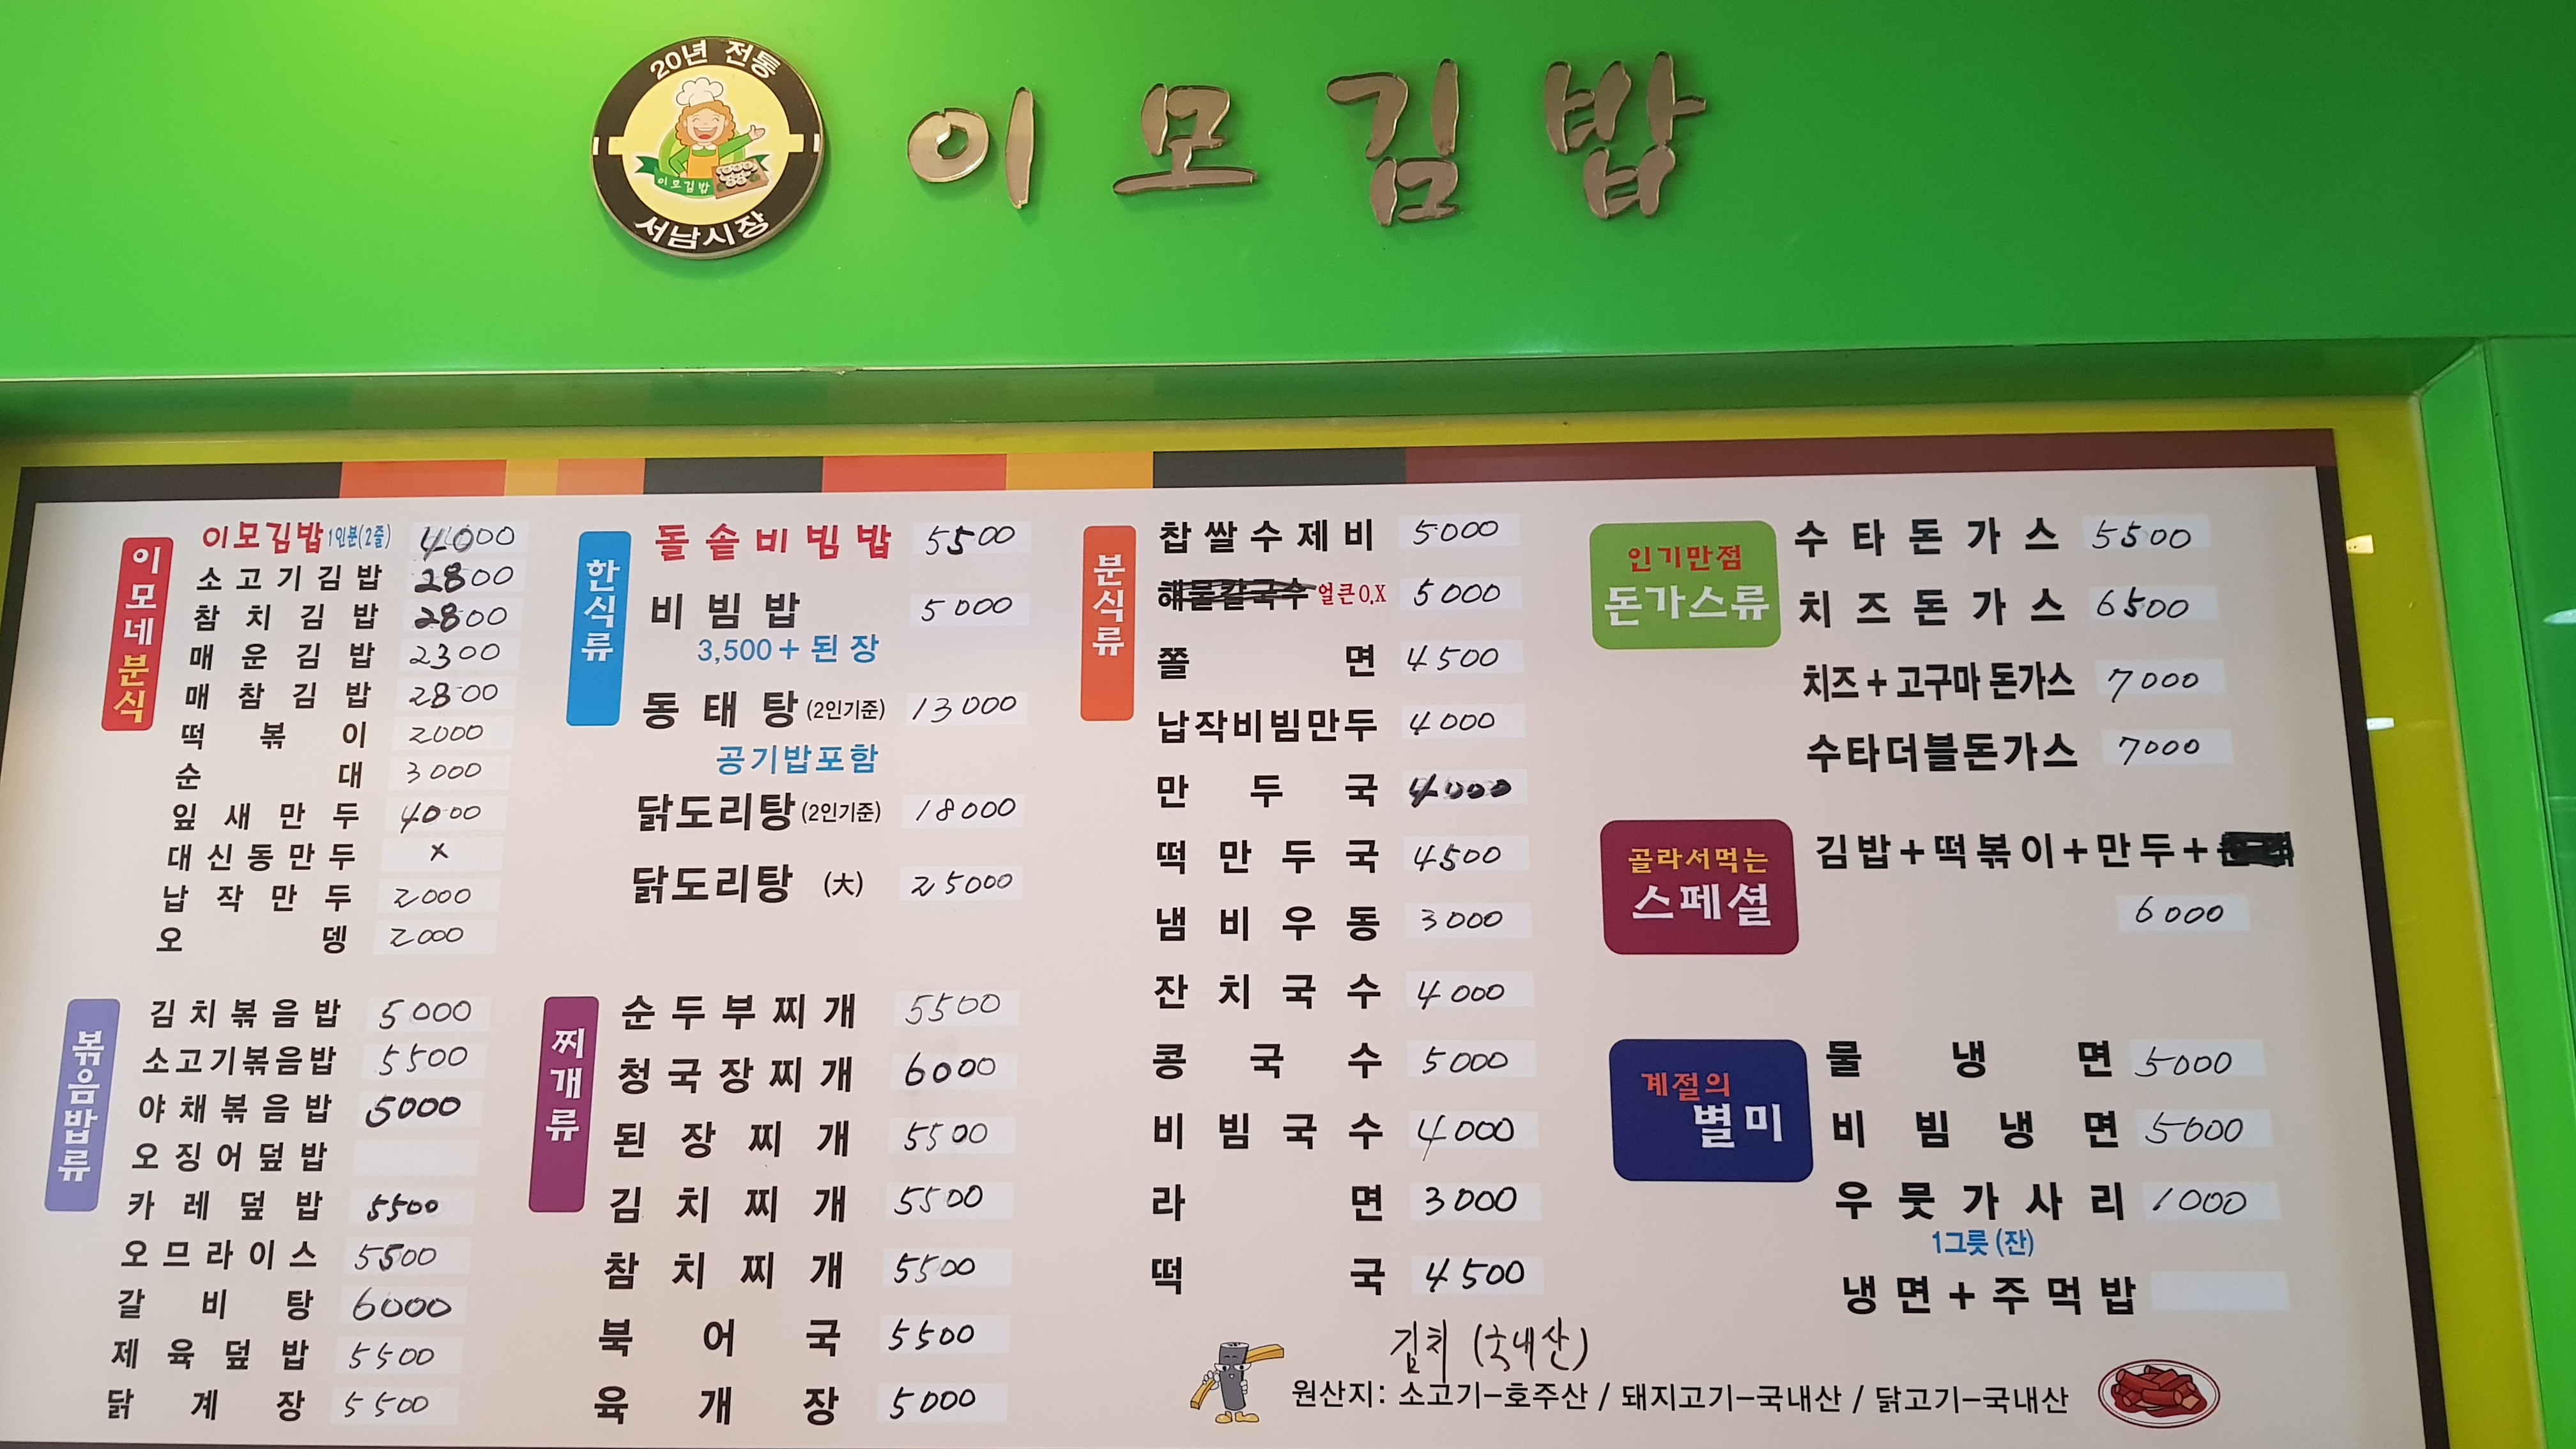 20년 전통
이모김밥
서남시장
이모김밥
이모네분식
이모김밥 1인분(2줄) 4000
소고기김밥 2800
참치김밥 2800
매운김밥 2300
매참김밥 2800
떡볶이 2000
순대 3000
잎새만두 4000
대신동만두 X
납작만두 2000
오뎅 2000
볶음밥류
김치볶음밥 5000
소고기볶음밥 5500
야채볶음밥 5000
오징어덮밥
카레덮밥 5500
오므라이스 5500
갈비탕 6000
제육덮밥 5500
닭계장 5500
한식류
돌솥비빔밥 5500
비빔밥 5000
3,500+된장
동태탕 (2인기준) 13000
공기밥포함
닭도리탕 (2인기준) 18000
닭도리탕 (大) 25000
찌개류
순두부찌개 5500
청국장찌개 6000
된장찌개 5500
김치찌개 5500
참치찌개 5500
북어국 5500
육개장 5000
분식류
찹쌀수제비 5000
해물칼국수 얼큰O,X 5000
쫄면 4500
납작비빔만두 4000
만두국 4000
떡만두국 4500
냄비우동 3000
잔치국수 4000
콩국수 5000
비빔국수 4000
라면 3000
떡국 4500
인기만점
돈가스류
수타돈가스 5500
치즈돈가스 6500
치즈+고구마 돈가스 7000
수타더블돈가스 7000
골라서먹는
스페셜
김밥+떡볶이+만두+
6000
계절의
별미
물냉면 5000
비빔냉면 5000
우뭇가사리 1000
1그릇 (잔)
냉면+주먹밥
김치 (국내산)
원산지: 소고기-호주산 / 돼지고기-국내산 / 닭고기-국내산